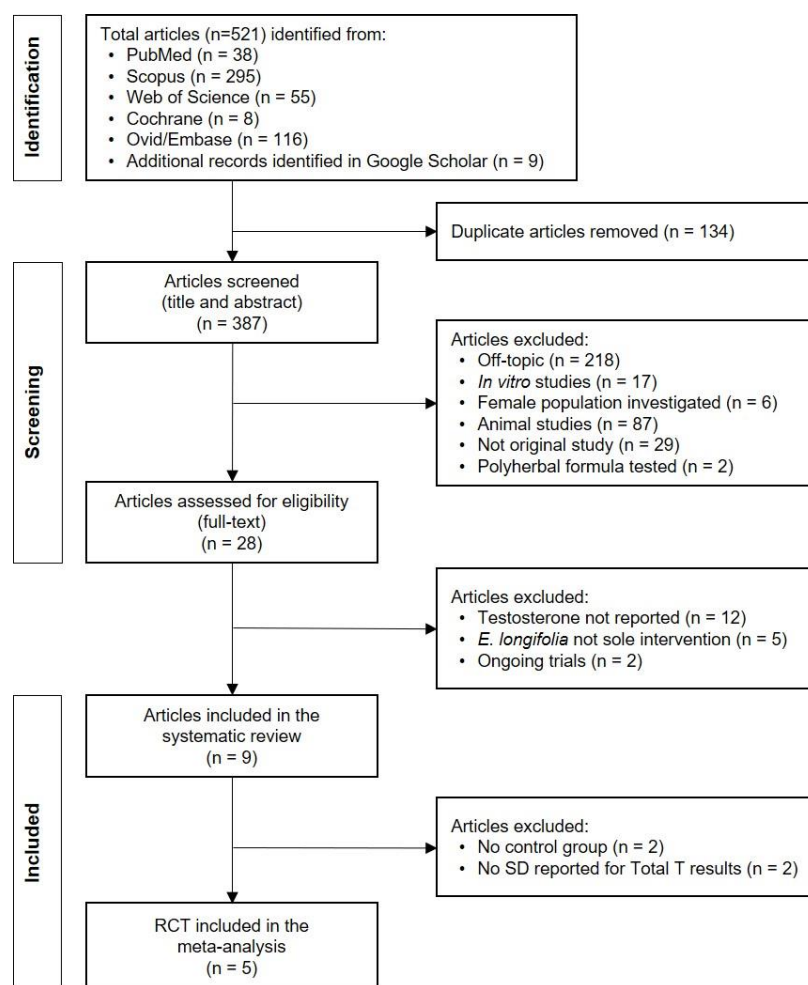 Identification
Total articles (n=521) identified from:
• PubMed (n = 38)
• Scopus (n = 295)
• Web of Science (n = 55)
• Cochrane (n = 8)
• Ovid/Embase (n = 116)
• Additional records identified in Google Scholar (n = 9)
Duplicate articles removed (n = 134)
Screening
Articles screened
(title and abstract)
(n = 387)
Articles excluded:
• Off-topic (n = 218)
• In vitro studies (n = 17)
• Female population investigated (n = 6)
• Animal studies (n = 87)
• Not original study (n = 29)
• Polyherbal formula tested (n = 2)
Articles assessed for eligibility
(full-text)
(n = 28)
Articles excluded:
• Testosterone not reported (n = 12)
• E. longifolia not sole intervention (n = 5)
• Ongoing trials (n = 2)
Included
Articles included in the
systematic review
(n = 9)
Articles excluded:
• No control group (n = 2)
• No SD reported for Total T results (n = 2)
RCT included in the
meta-analysis
(n = 5)